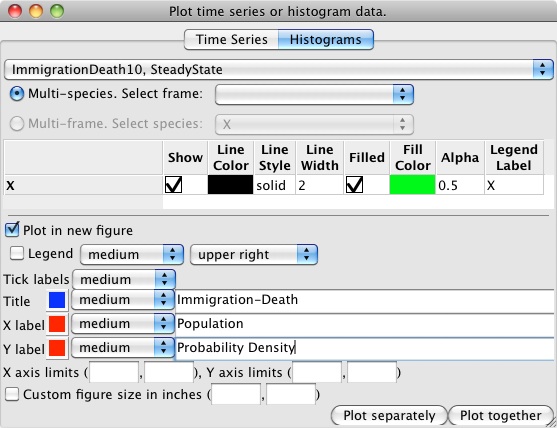 Plot time series or histogram data.
Time Series Histograms
ImmigrationDeath10, SteadyState
Multi-species. Select frame:
Multi-frame. Select species: X
Show Line Color Line Style Line Width Filled Fill Color Alpha Legend Label
X solid 2 0.5 X
Plot in new figure
Legend medium upper right
Tick labels medium
Title medium Immigration-Death
X label medium Population
Y label medium Probability Density
X axis limits ( , ), Y axis limits ( , )
Custom figure size in inches ( , )
Plot separately Plot together